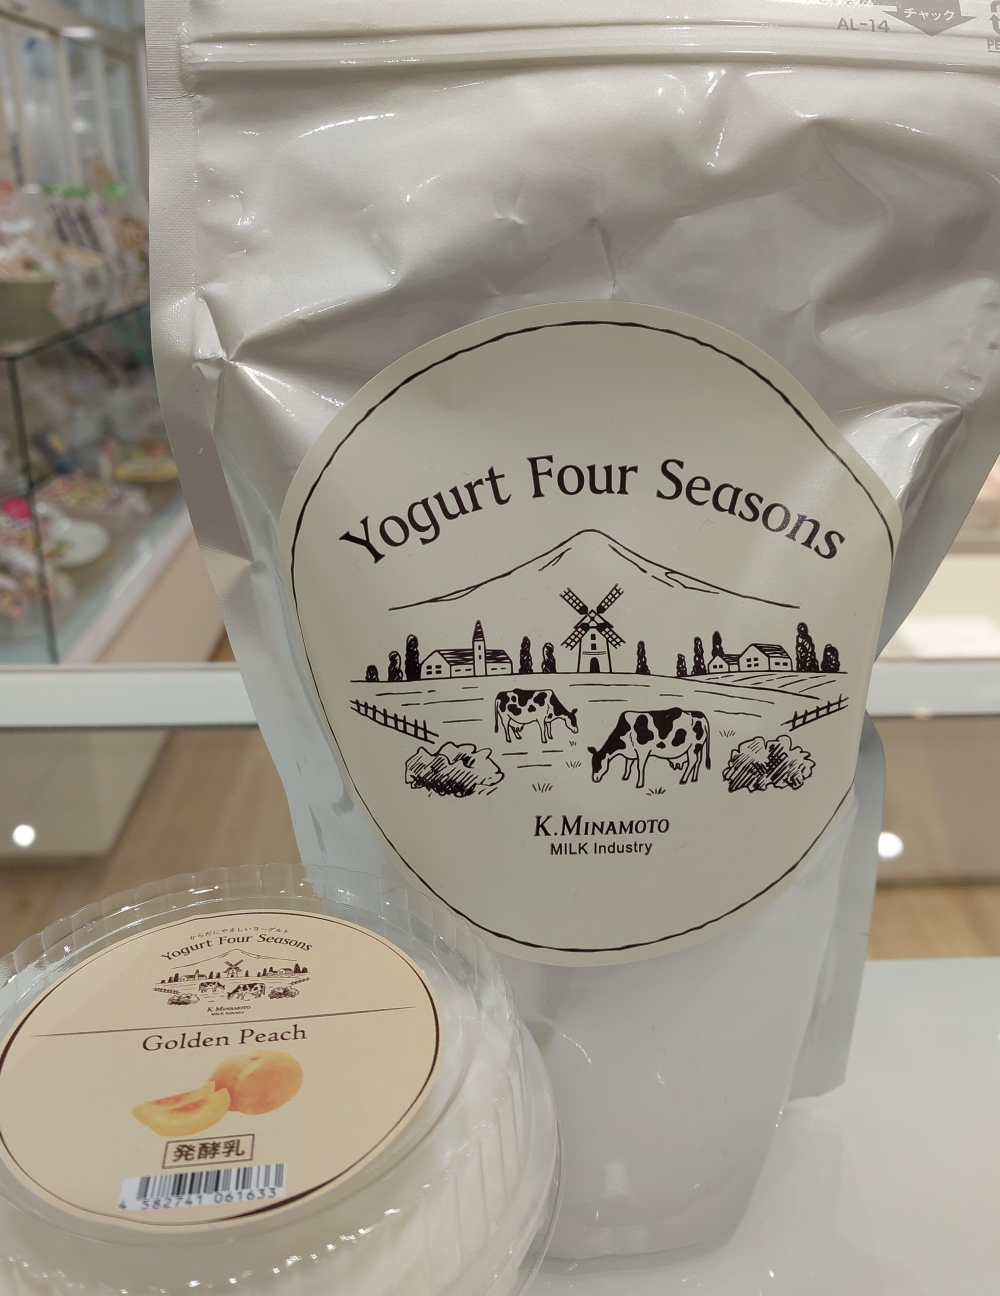 AL-14
チャック
Yogurt Four Seasons
K.MINAMOTO
MILK Industry
からだにやさしいヨーグルト
Yogurt Four Seasons
K.MINAMOTO
MILK Industry
Golden Peach
発酵乳
4 582741 061633